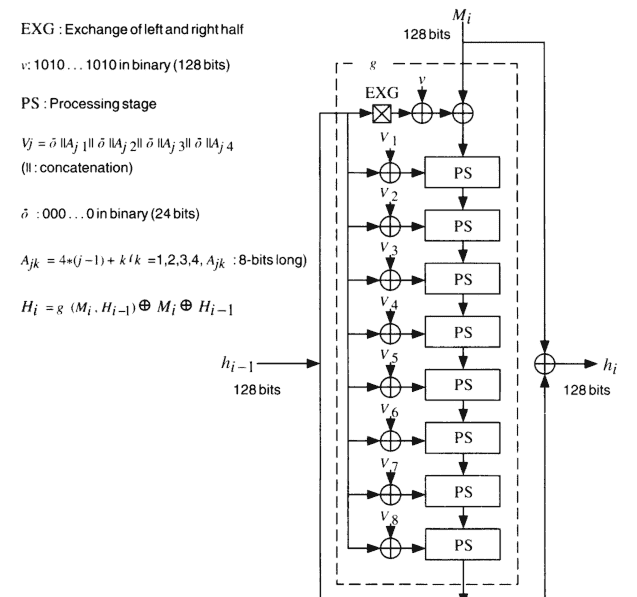 EXG : Exchange of left and right half
v: 1010 . . . 1010 in binary (128 bits)
PS : Processing stage
Vj = õ ||Aj 1|| õ ||Aj 2|| õ ||Aj 3|| õ ||Aj 4
(|| : concatenation)
õ : 000 . . . 0 in binary (24 bits)
Ajk = 4*(j −1) + k (k =1,2,3,4, Ajk : 8-bits long)
Hi = g (Mi , Hi−1) ⊕ Mi ⊕ Hi−1
Mi
128 bits
g
v
EXG
V1
PS
V2
PS
V3
PS
V4
PS
hi−1
128 bits
hi
128 bits
V5
PS
V6
PS
V7
PS
V8
PS